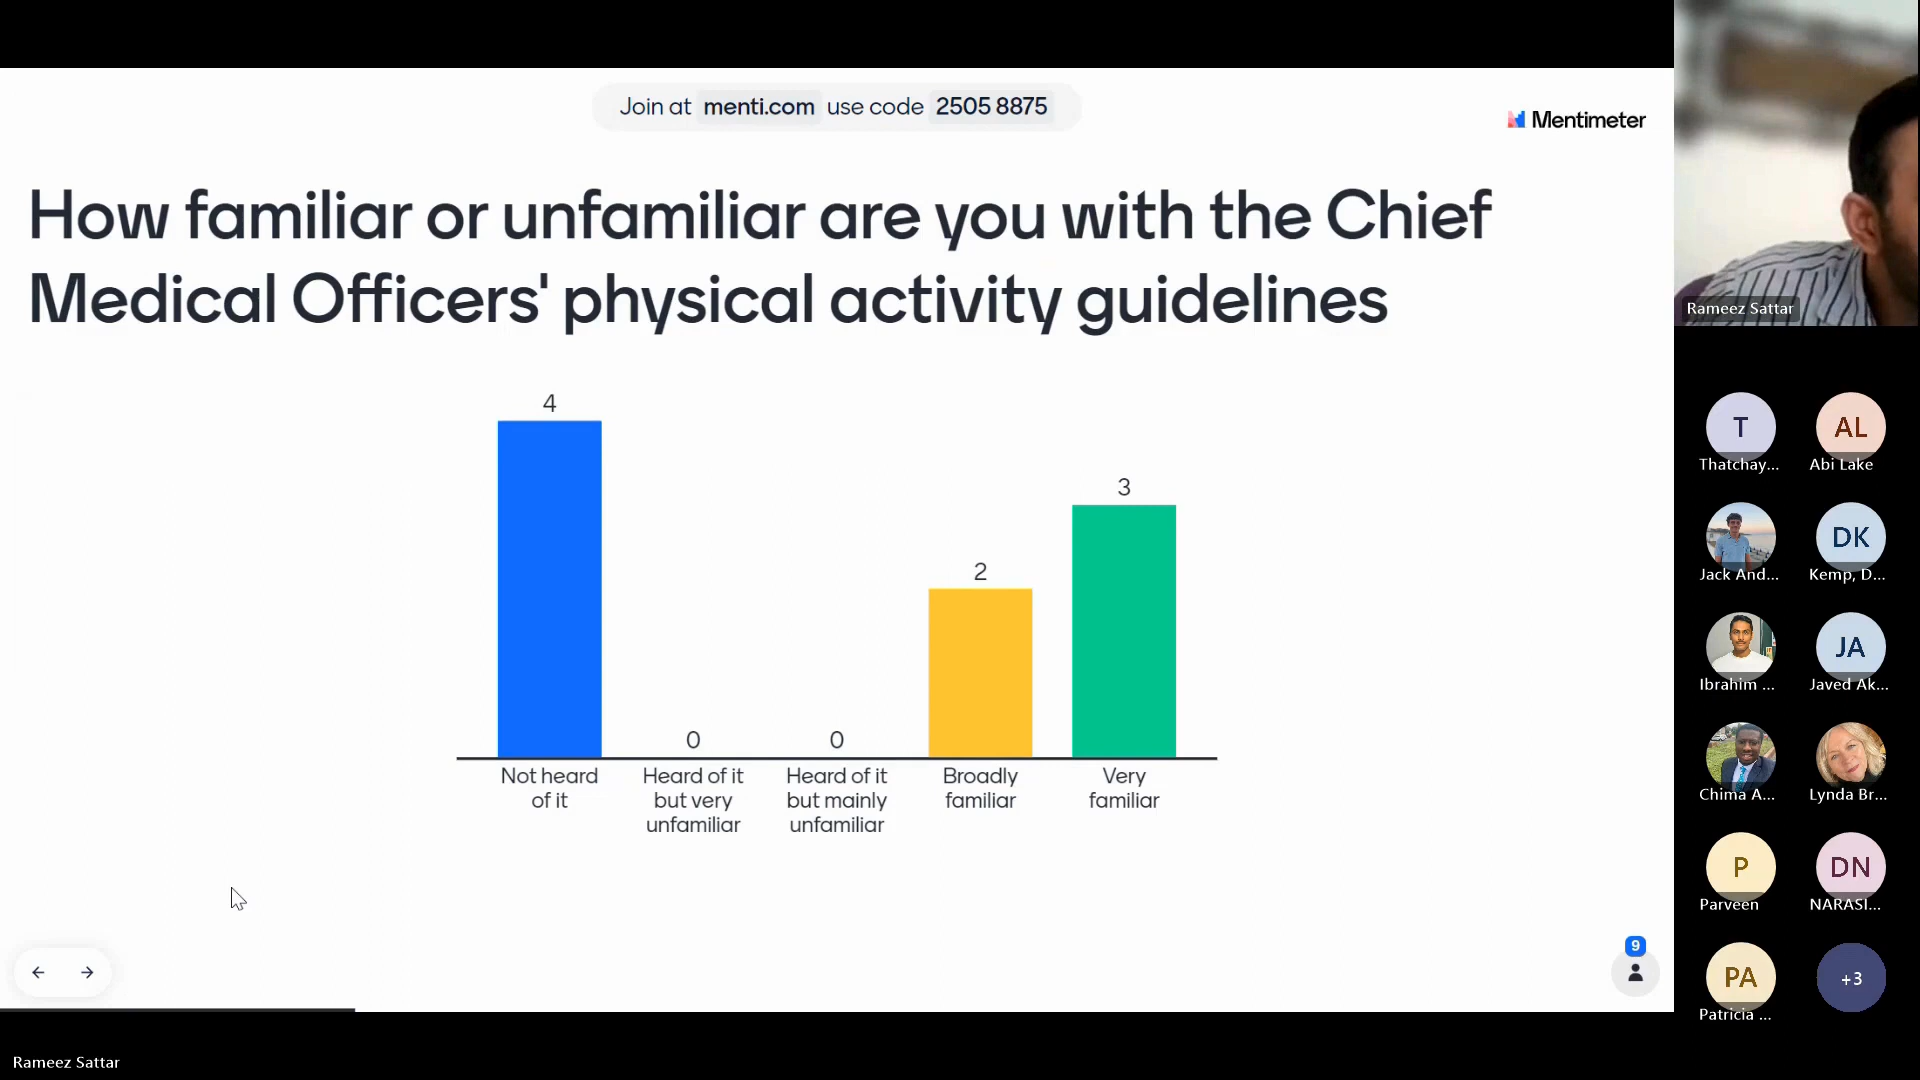 Join at menti.com use code 2505 8875
Mentimeter
How familiar or unfamiliar are you with the Chief
Medical Officers' physical activity guidelines
4
0
0
2
3
Not heard
of it
Heard of it
but very
unfamiliar
Heard of it
but mainly
unfamiliar
Broadly
familiar
Very
familiar
9
Rameez Sattar
Rameez Sattar
T
Thatchay...
AL
Abi Lake
Jack And...
DK
Kemp, D...
Ibrahim ...
JA
Javed Ak...
Chima A...
Lynda Br...
P
Parveen
DN
NARASI...
PA
Patricia ...
+3